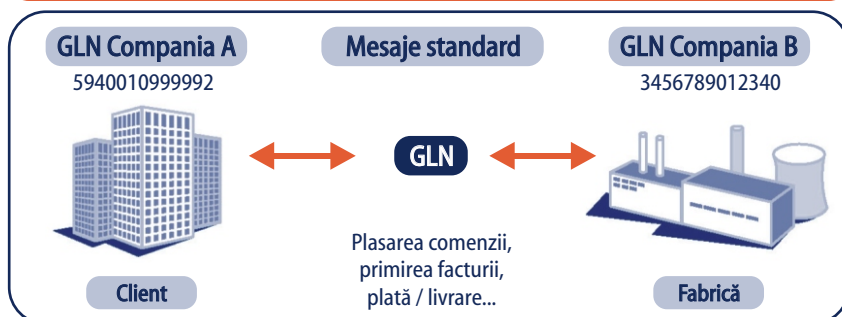 GLN Compania A
Mesaje standard
GLN Compania B
5940010999992
3456789012340
GLN
Plasarea comenzii,
primirea facturii,
plată / livrare...
Client
Fabrică